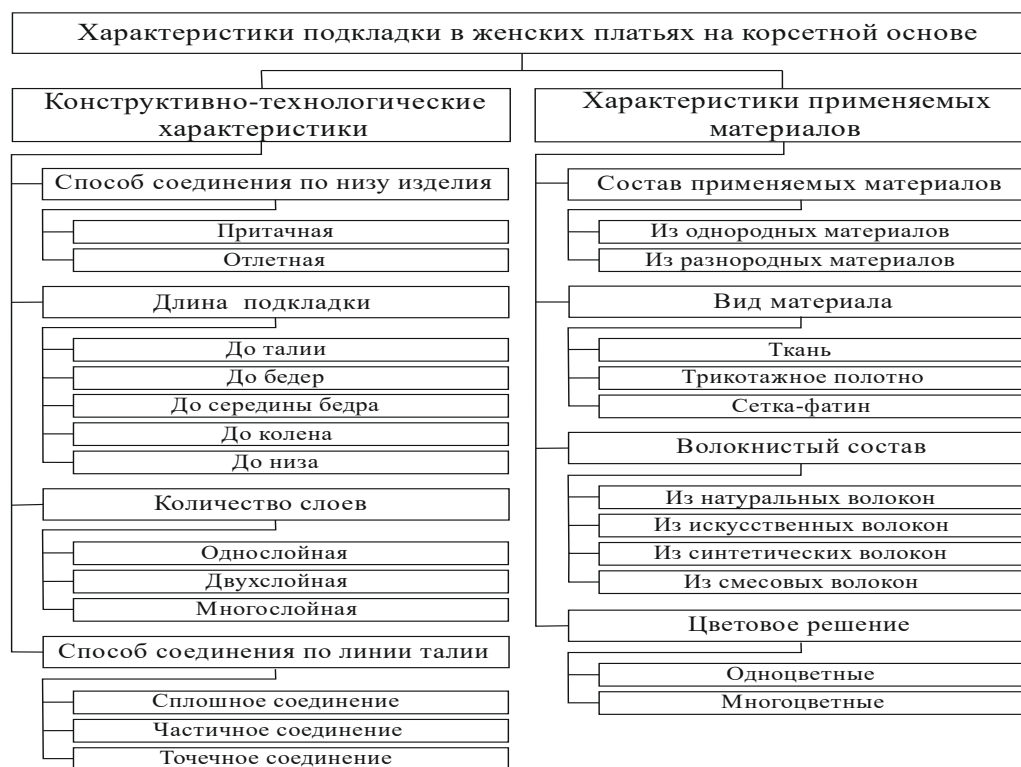 Характеристики подкладки в женских платьях на корсетной основе
Конструктивно-технологические
характеристики
Способ соединения по низу изделия
Притачная
Отлетная
Длина подкладки
До талии
До бедер
До середины бедра
До колена
До низа
Количество слоев
Однослойная
Двухслойная
Многослойная
Способ соединения по линии талии
Сплошное соединение
Частичное соединение
Точечное соединение
Характеристики применяемых
материалов
Состав применяемых материалов
Из однородных материалов
Из разнородных материалов
Вид материала
Ткань
Трикотажное полотно
Сетка-фатин
Волокнистый состав
Из натуральных волокон
Из искусственных волокон
Из синтетических волокон
Из смесовых волокон
Цветовое решение
Одноцветные
Многоцветные